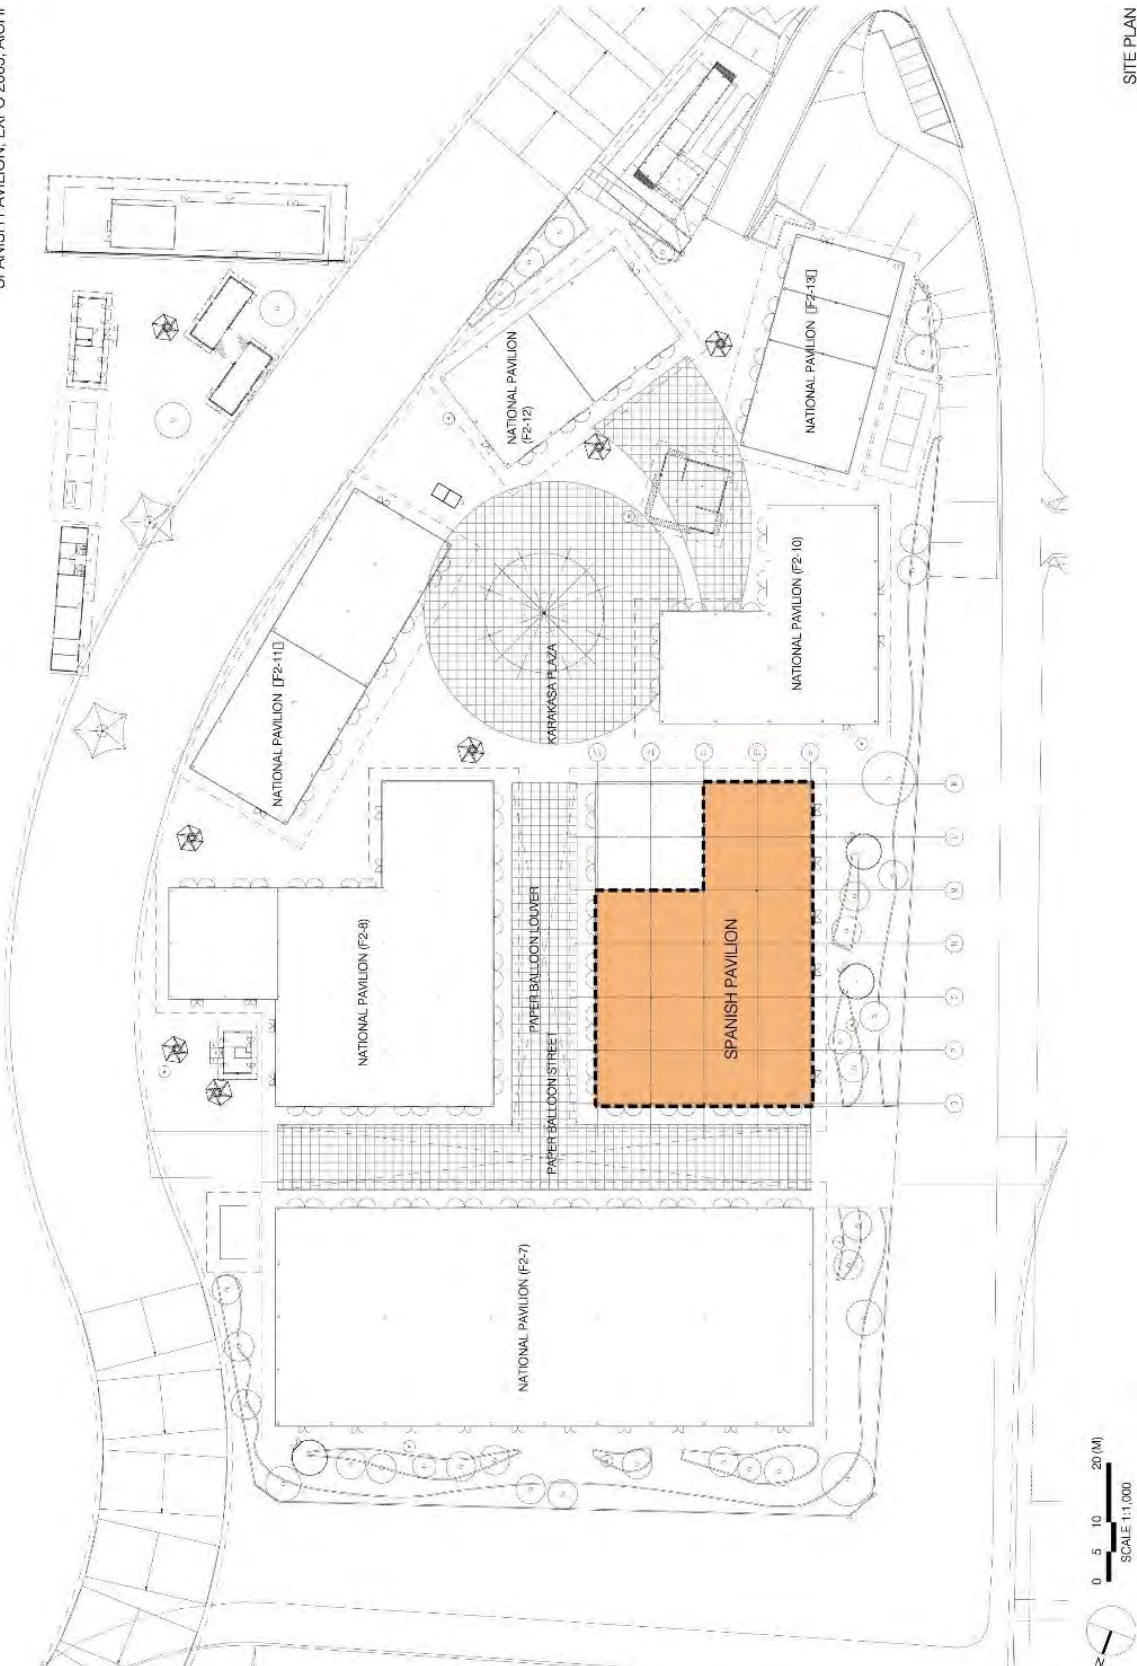 SPANISH PAVILION, EXPO 2005, AICHI
SITE PLAN
NATIONAL PAVILION (F2-7)
PAPER BALLOON STREET
PAPER BALLOON LOUVER
NATIONAL PAVILION (F2-8)
SPANISH PAVILION
KARAKASA PLAZA
NATIONAL PAVILION (F2-10)
NATIONAL PAVILION 　F2-11　
NATIONAL PAVILION
(F2-12)
NATIONAL PAVILION 　F2-13　
0 5 10 20 (M)
SCALE 1:1,000
N